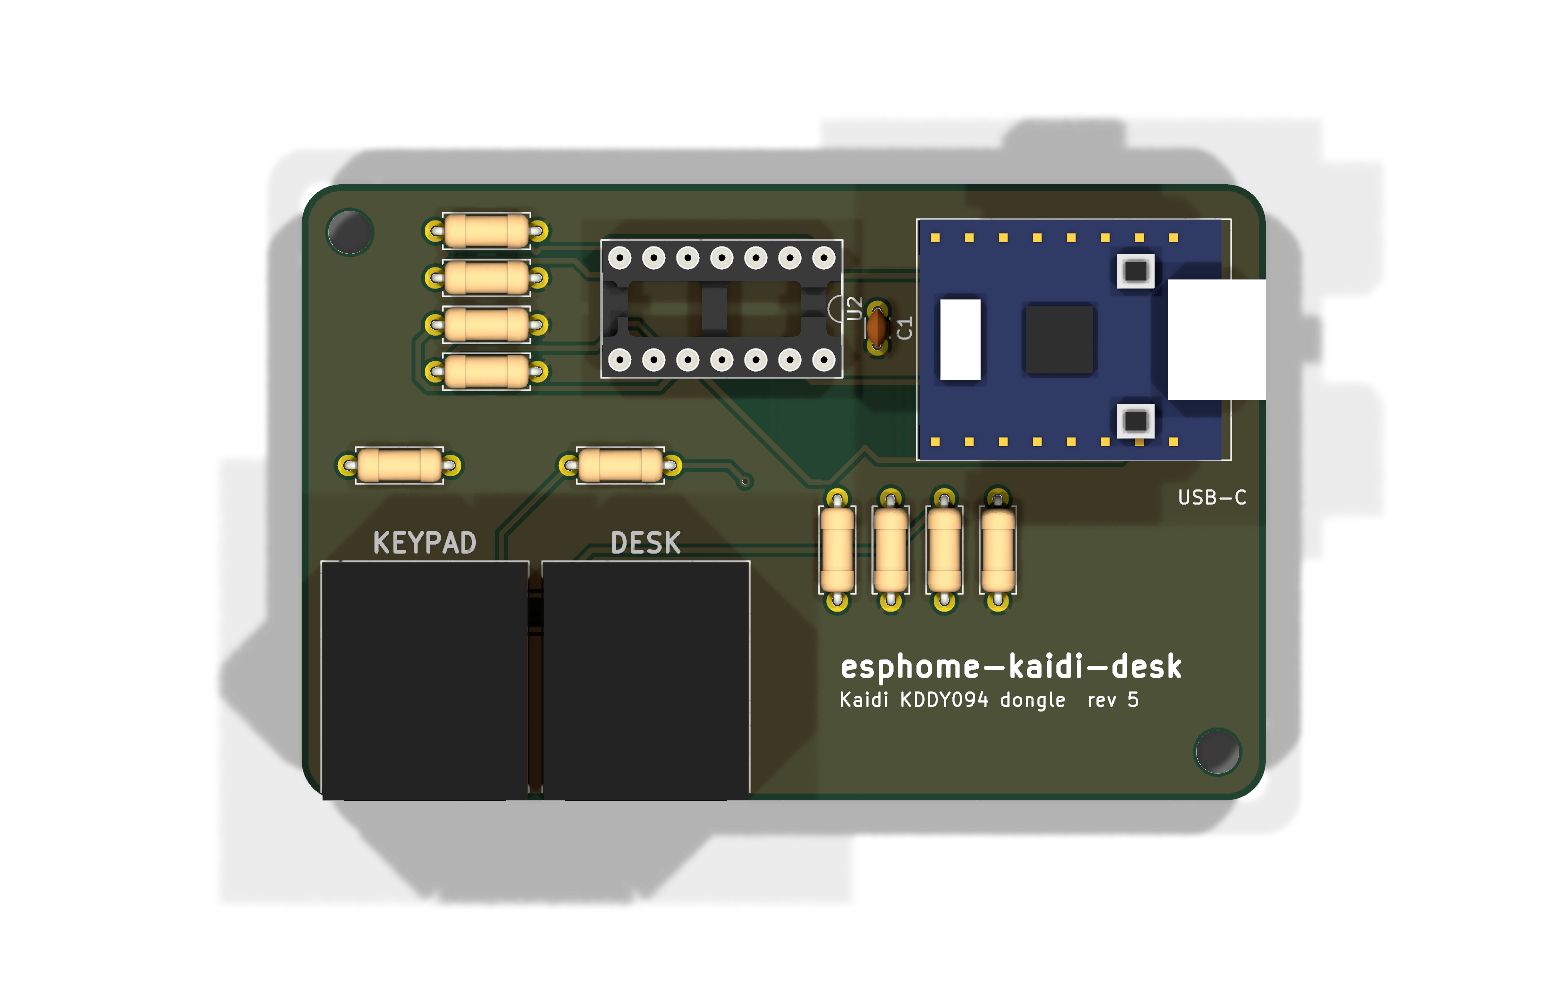 U2
C1
USB-C
KEYPAD
DESK
esphome-kaidi-desk
Kaidi KDDY094 dongle rev 5